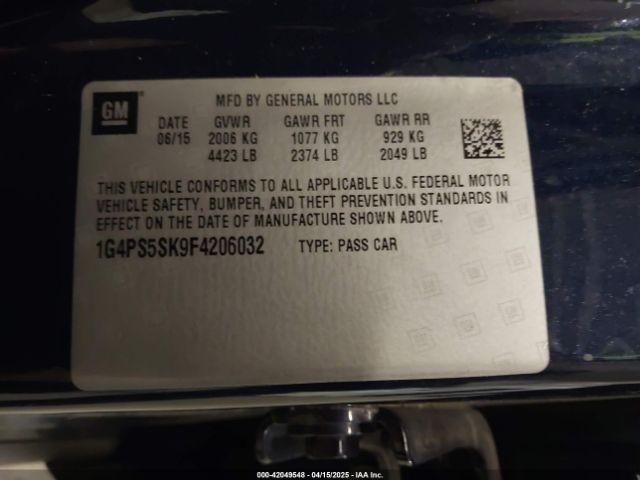 GM
MFD BY GENERAL MOTORS LLC
DATE GVWR GAWR FRT GAWR RR
06/15 2006 KG 1077 KG 929 KG
4423 LB 2374 LB 2049 LB
THIS VEHICLE CONFORMS TO ALL APPLICABLE U.S. FEDERAL MOTOR
VEHICLE SAFETY, BUMPER, AND THEFT PREVENTION STANDARDS IN
EFFECT ON THE DATE OF MANUFACTURE SHOWN ABOVE.
1G4PS5SK9F4206032 TYPE: PASS CAR
000-42049548 - 04/15/2025 - IAA Inc.